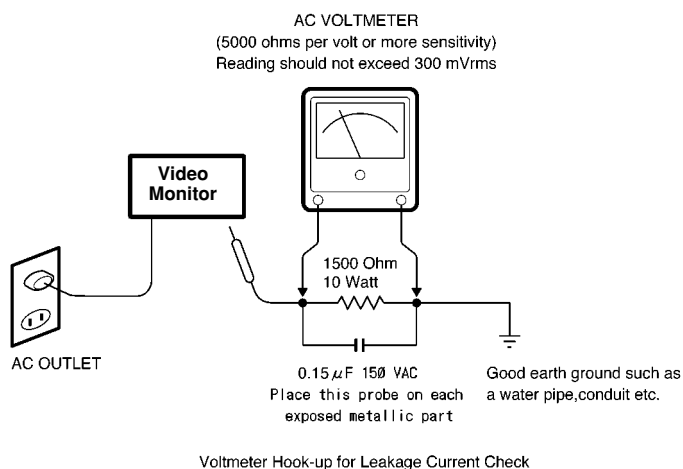 AC VOLTMETER
(5000 ohms per volt or more sensitivity)
Reading should not exceed 300 mVrms
Video
Monitor
1500 Ohm
10 Watt
AC OUTLET
0.15μF 150 VAC
Place this probe on each
exposed metallic part
Good earth ground such as
a water pipe,conduit etc.
Voltmeter Hook-up for Leakage Current Check